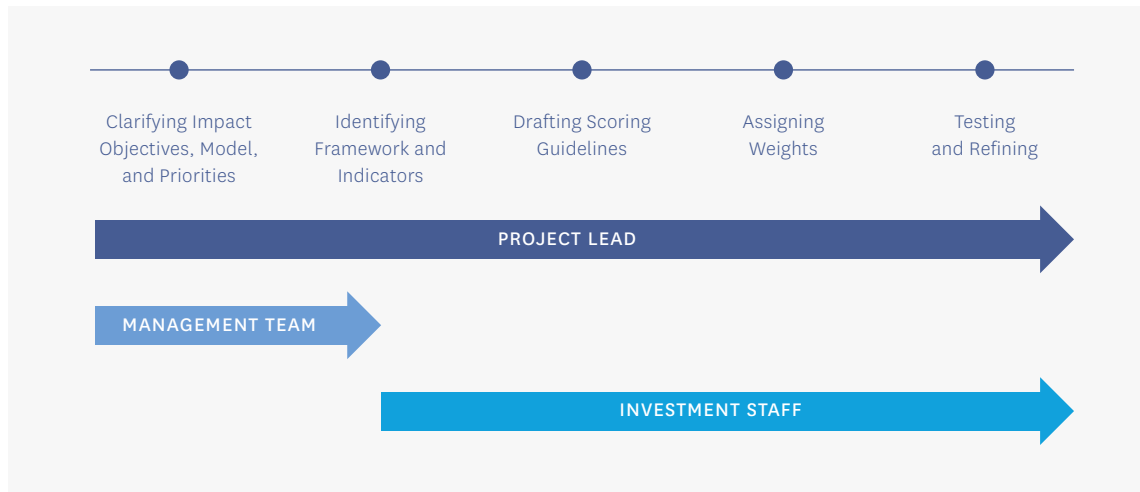 Clarifying Impact
Objectives, Model,
and Priorities
Identifying
Framework and
Indicators
Drafting Scoring
Guidelines
Assigning
Weights
Testing
and Refining
PROJECT LEAD
MANAGEMENT TEAM
INVESTMENT STAFF